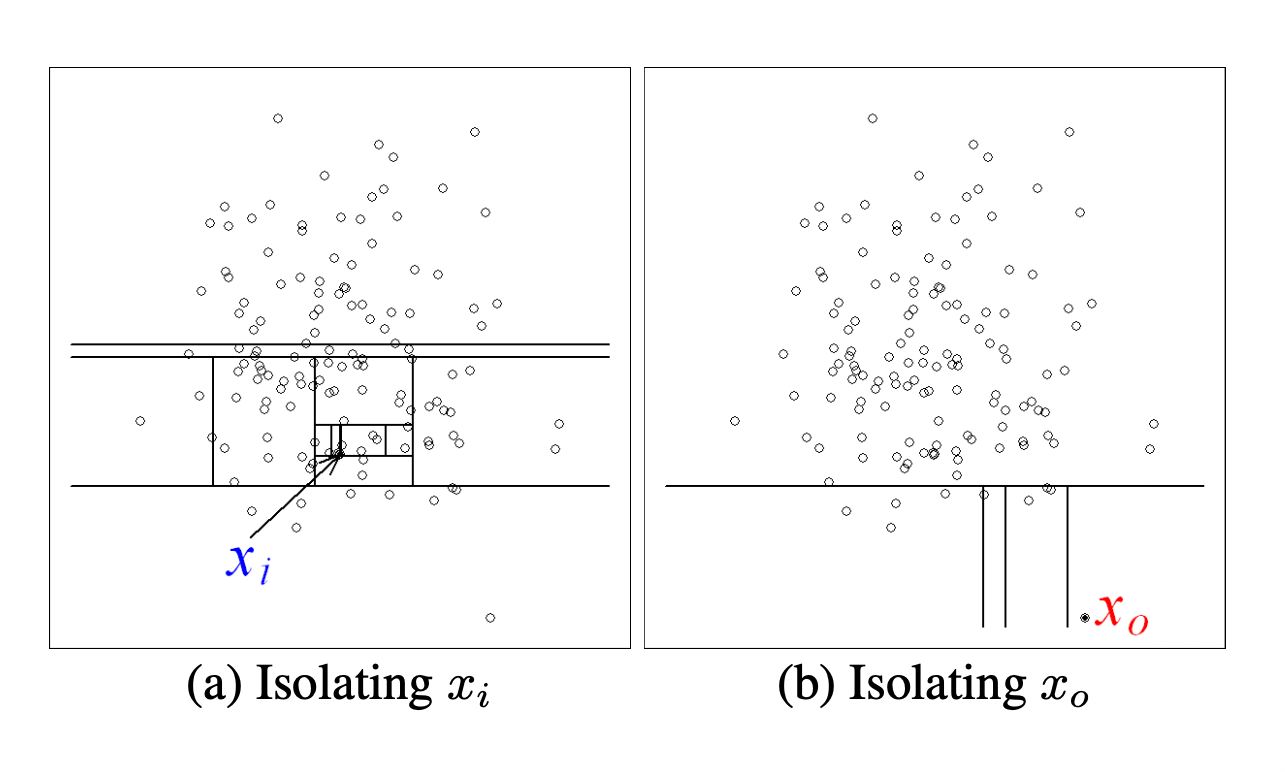 x_i
x_o
(a) Isolating x_i
(b) Isolating x_o